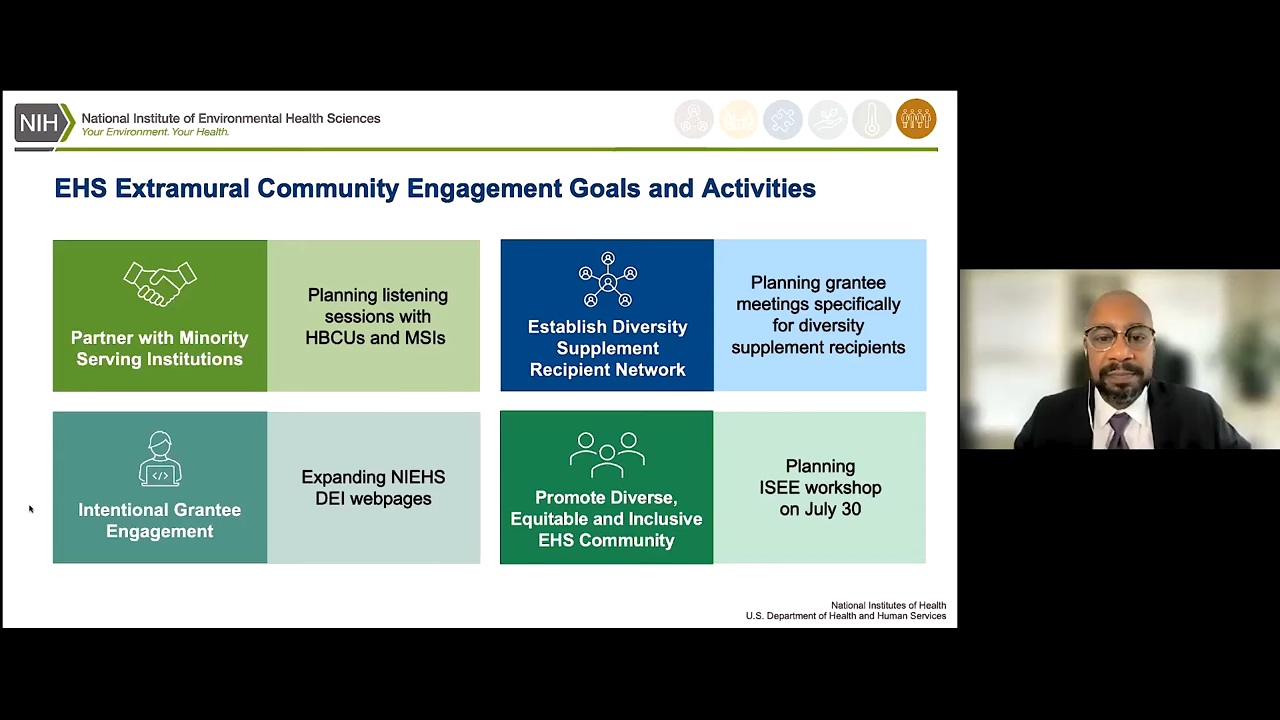 NIH
National Institute of Environmental Health Sciences
Your Environment. Your Health.
EHS Extramural Community Engagement Goals and Activities
Partner with Minority
Serving Institutions
Planning listening
sessions with
HBCUs and MSIs
Establish Diversity
Supplement
Recipient Network
Planning grantee
meetings specifically
for diversity
supplement recipients
</>
Intentional Grantee
Engagement
Expanding NIEHS
DEI webpages
Promote Diverse,
Equitable and Inclusive
EHS Community
Planning
ISEE workshop
on July 30
National Institutes of Health
U.S. Department of Health and Human Services